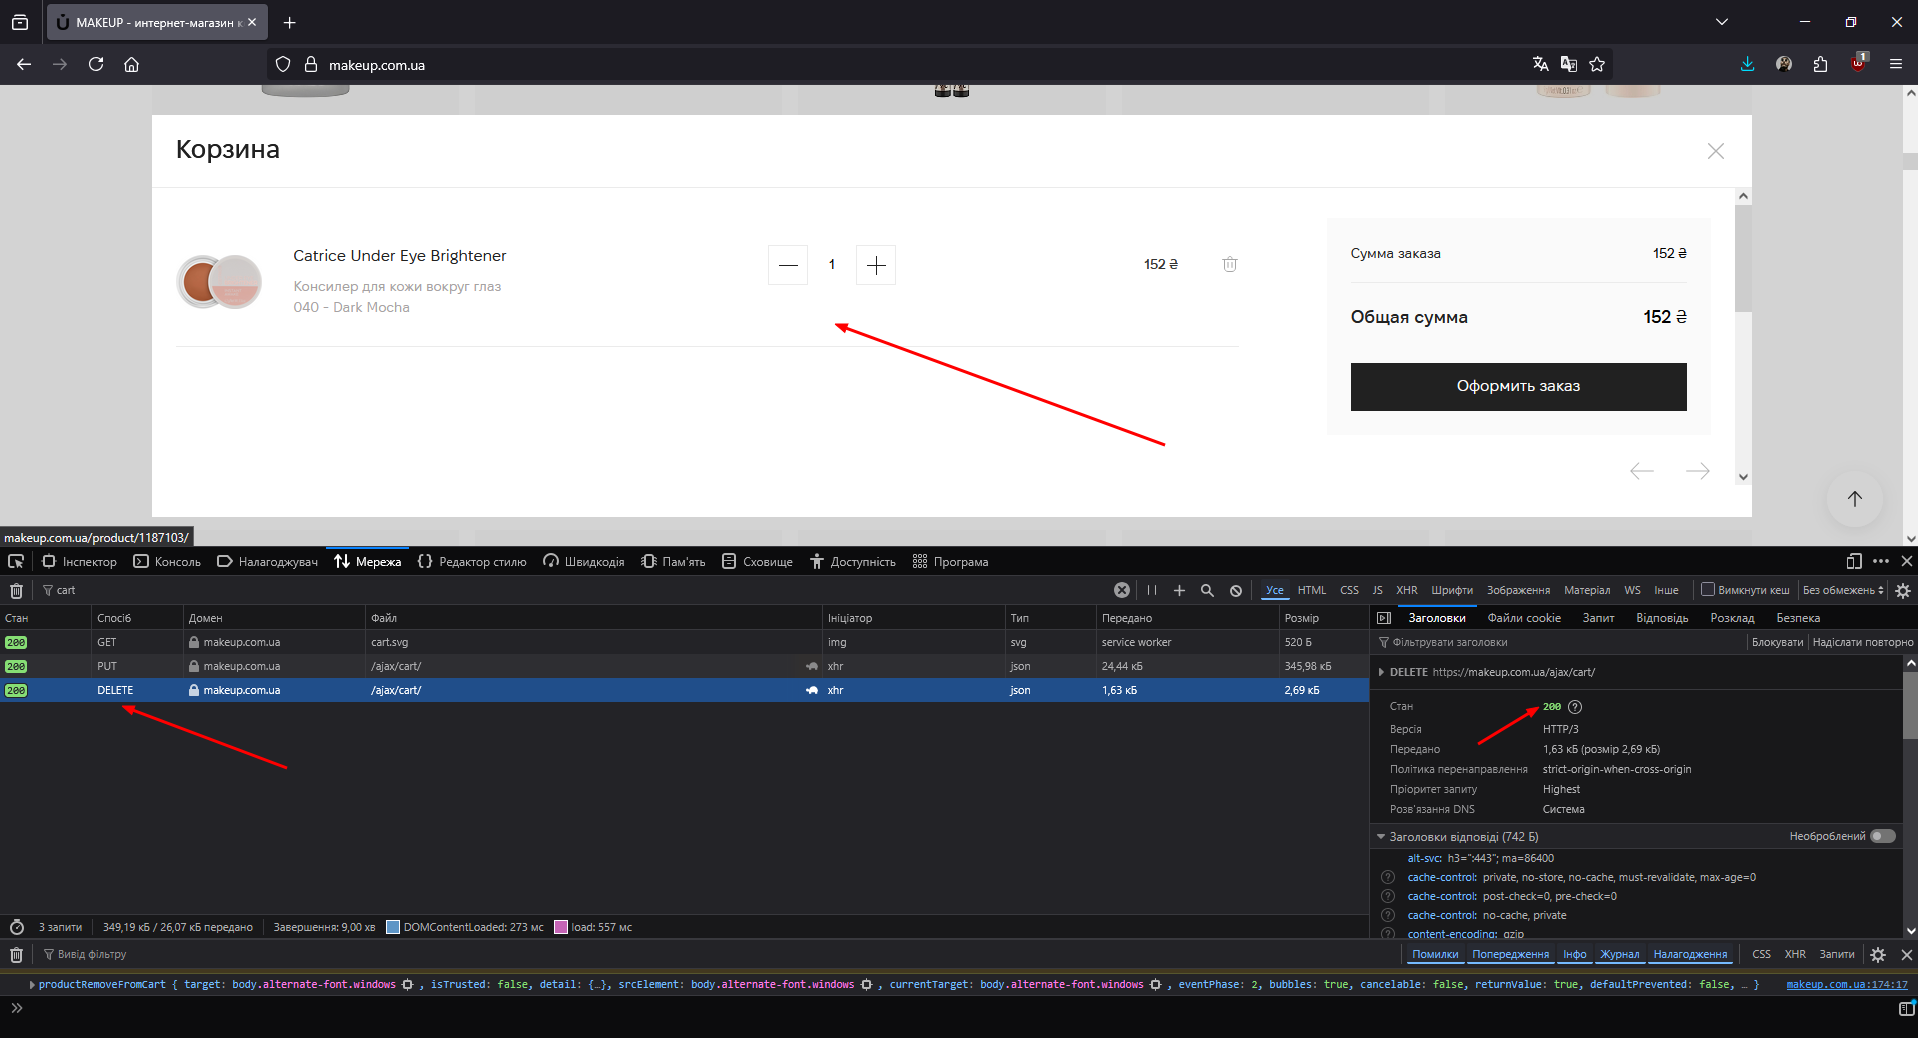 MAKEUP - интернет-магазин к
makeup.com.ua
1
Корзина
Catrice Under Eye Brightener
Консилер для кожи вокруг глаз
040 - Dark Mocha
1
152 ₴
Сумма заказа 152 ₴
Общая сумма 152 ₴
Оформить заказ
makeup.com.ua/product/1187103/
Інспектор Консоль Налагоджувач Мережа Редактор стилю Швидкодія Пам'ять Сховище Доступність Програма
cart
Усе HTML CSS JS XHR Шрифти Зображення Матеріал WS Інше Вимкнути кеш Без обмежень
Стан Спосіб Домен Файл Ініціатор Тип Передано Розмір
200 GET makeup.com.ua cart.svg img svg service worker 520 Б
200 PUT makeup.com.ua /ajax/cart/ xhr json 24,44 кБ 345,98 кБ
200 DELETE makeup.com.ua /ajax/cart/ xhr json 1,63 кБ 2,69 кБ
Заголовки Файли cookie Запит Відповідь Розклад Безпека
Фільтрувати заголовки Блокувати Надіслати повторно
DELETE https://makeup.com.ua/ajax/cart/
Стан 200
Версія HTTP/3
Передано 1,63 кБ (розмір 2,69 кБ)
Політика перенаправлення strict-origin-when-cross-origin
Пріоритет запиту Highest
Розв'язання DNS Система
Заголовки відповіді (742 Б) Необроблений
alt-svc: h3=":443"; ma=86400
cache-control: private, no-store, no-cache, must-revalidate, max-age=0
cache-control: post-check=0, pre-check=0
cache-control: no-cache, private
content-encoding: gzip
3 запити 349,19 кБ / 26,07 кБ передано Завершення: 9,00 хв DOMContentLoaded: 273 мс load: 557 мс
Вивід фільтру
Помилки Попередження Інфо Журнал Налагодження CSS XHR Запити
productRemoveFromCart { target: body.alternate-font.windows , isTrusted: false, detail: {…}, srcElement: body.alternate-font.windows , currentTarget: body.alternate-font.windows , eventPhase: 2, bubbles: true, cancelable: false, returnValue: true, defaultPrevented: false, … } makeup.com.ua:174:17